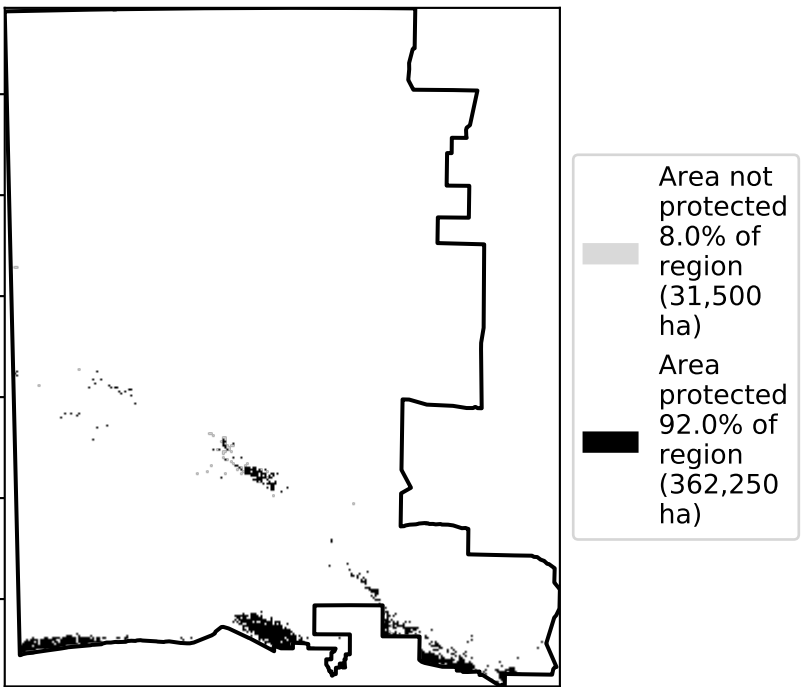 Area not
protected
8.0% of
region
(31,500
ha)
Area
protected
92.0% of
region
(362,250
ha)